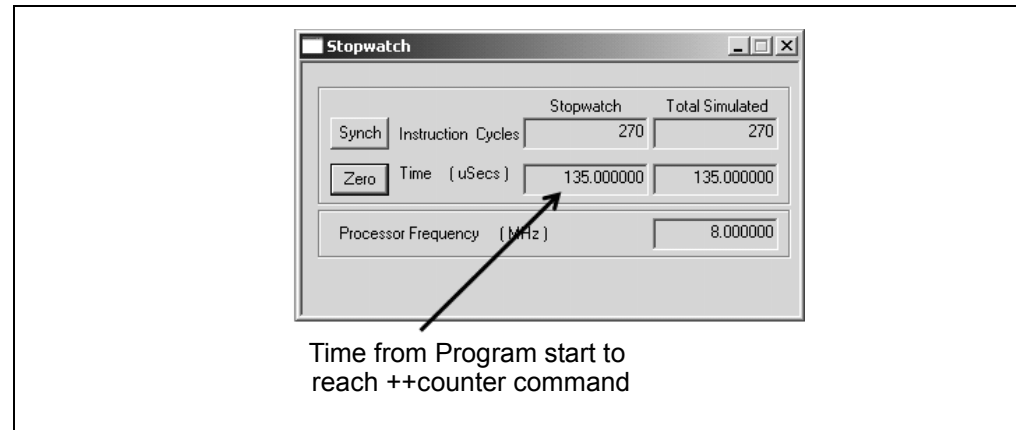 Stopwatch
Stopwatch Total Simulated
Synch Instruction Cycles 270 270
Zero Time (uSecs) 135.000000 135.000000
Processor Frequency (MHz) 8.000000
Time from Program start to
reach ++counter command